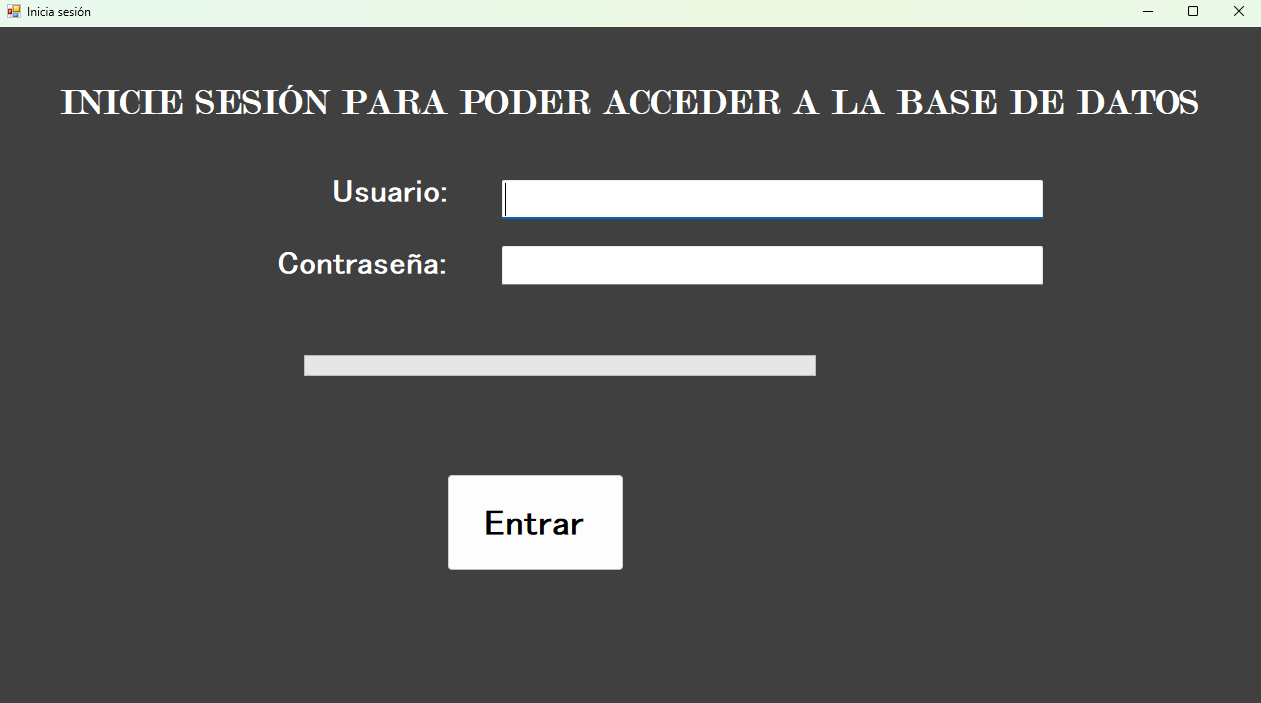 Inicia sesión
INICIE SESIÓN PARA PODER ACCEDER A LA BASE DE DATOS
Usuario:
Contraseña:
Entrar